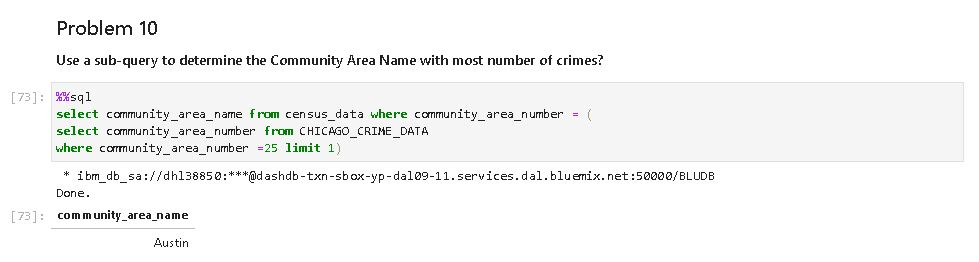 Problem 10
Use a sub-query to determine the Community Area Name with most number of crimes?
[73]: %%sql
select community_area_name from census_data where community_area_number = (
select community_area_number from CHICAGO_CRIME_DATA
where community_area_number =25 limit 1)
* ibm_db_sa://dhl38850:***@dashdb-txn-sbox-yp-dal09-11.services.dal.bluemix.net:50000/BLUDB
Done.
[73]: community_area_name
Austin